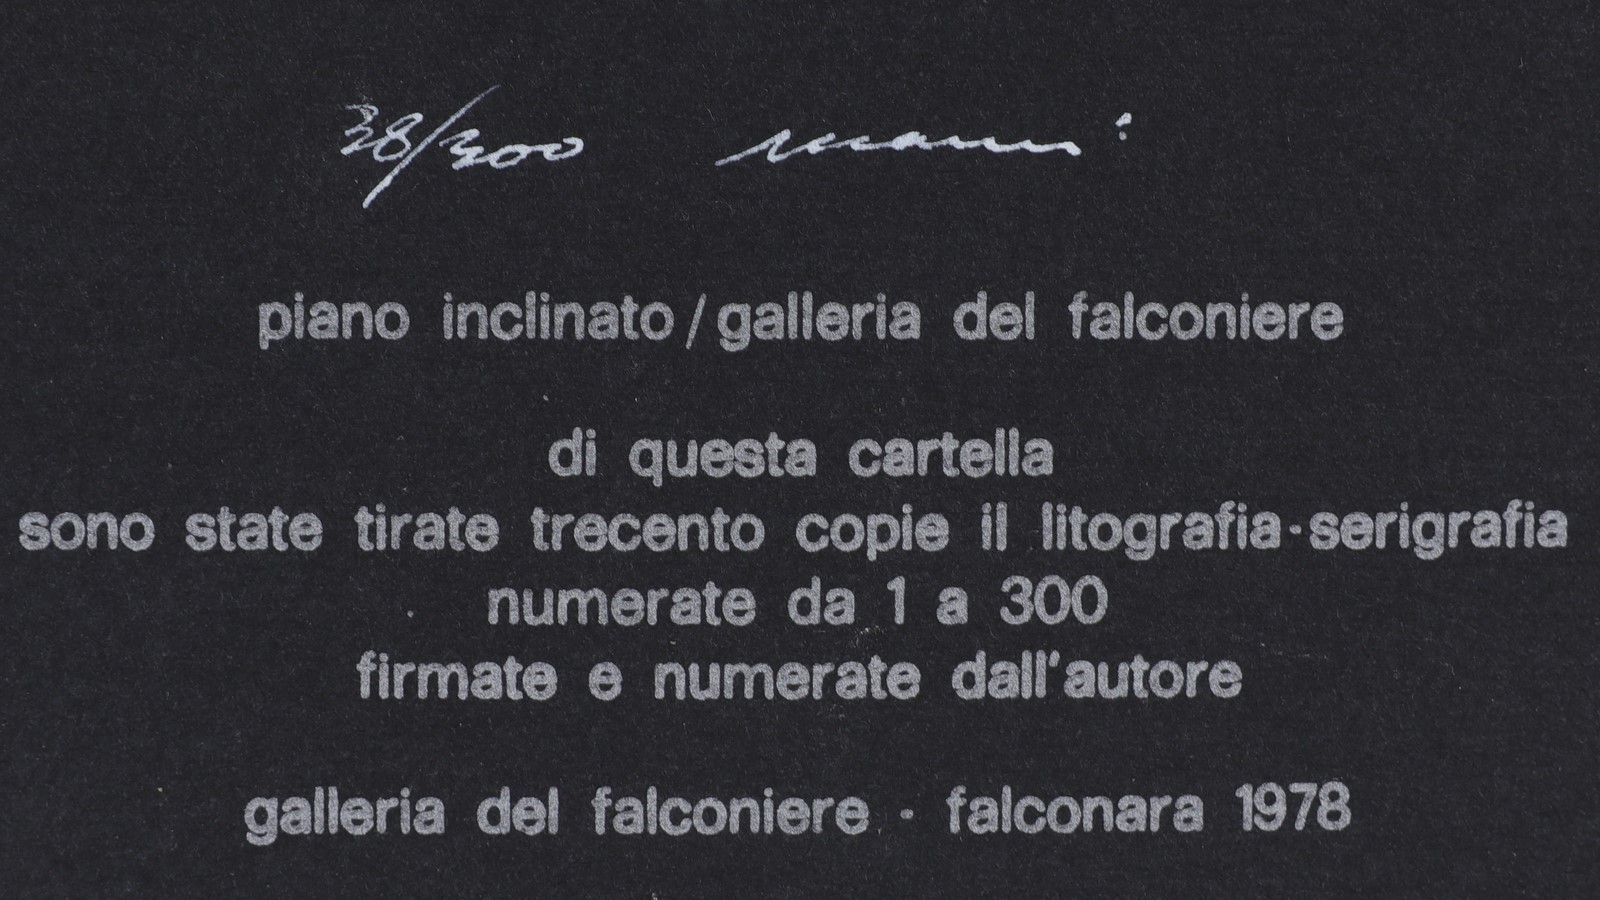 38/300
piano inclinato/galleria del falconiere
di questa cartella
sono state tirate trecento copie il litografia-serigrafia
numerate da 1 a 300
firmate e numerate dall'autore
galleria del falconiere - falconara 1978